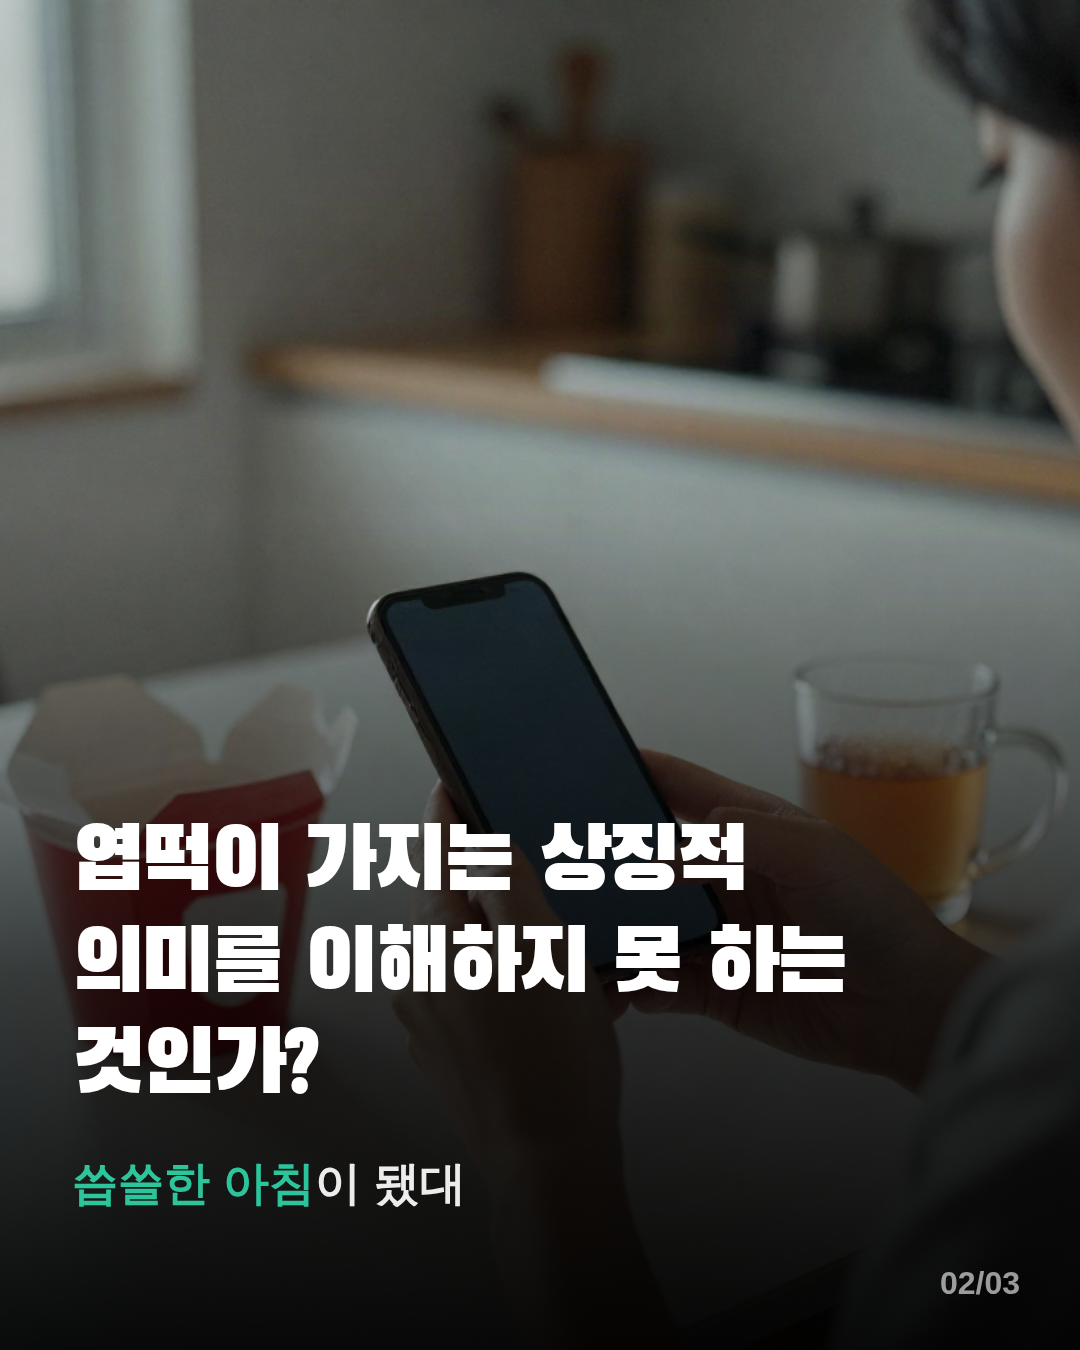 엽떡이 가지는 상징적
의미를 이해하지 못 하는
것인가?
씁쓸한 아침이 됐대
02/03